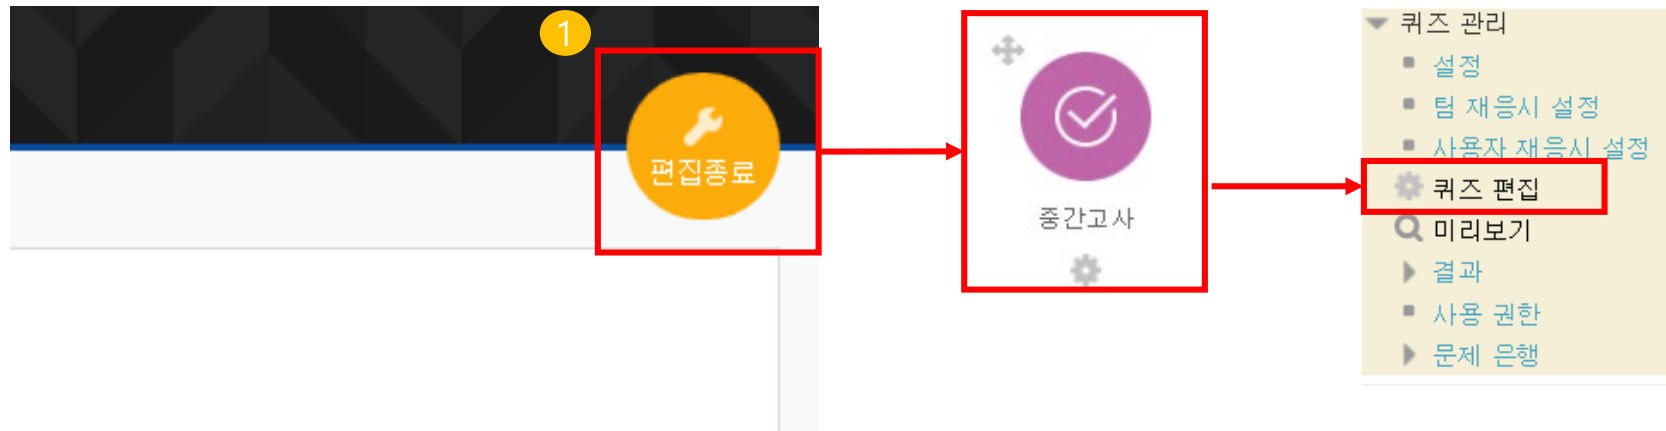 1
편집종료
중간고사
퀴즈 관리
설정
팀 재응시 설정
사용자 재응시 설정
퀴즈 편집
미리보기
결과
사용 권한
문제 은행